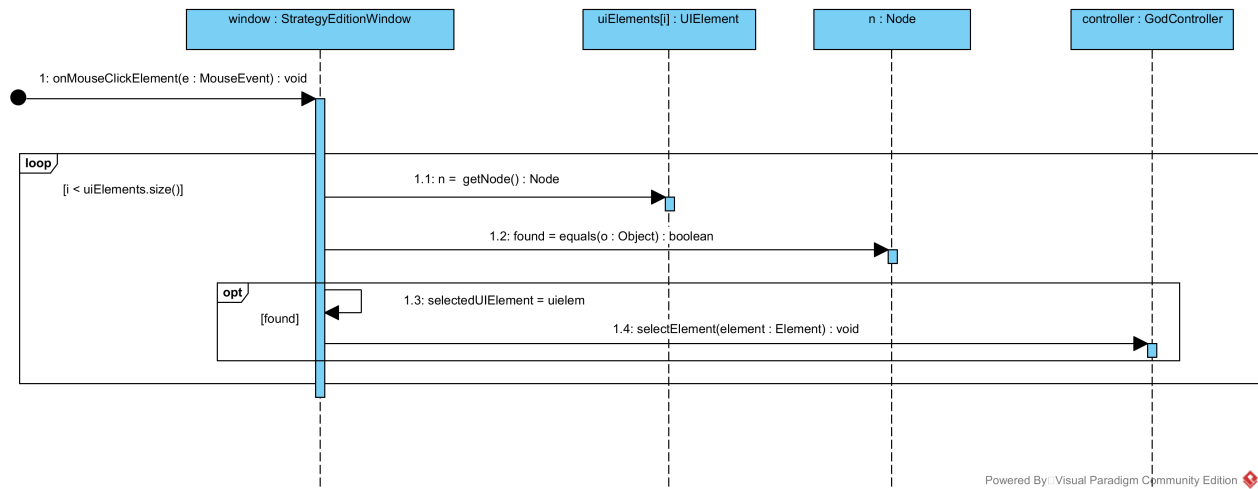 window : StrategyEditionWindow
uiElements[i] : UIElement
n : Node
controller : GodController
1: onMouseClickElement(e : MouseEvent) : void
loop
[i < uiElements.size()]
1.1: n =  getNode() : Node
1.2: found = equals(o : Object) : boolean
opt
1.3: selectedUIElement = uielem
[found]
1.4: selectElement(element : Element) : void
Powered By Visual Paradigm Community Edition